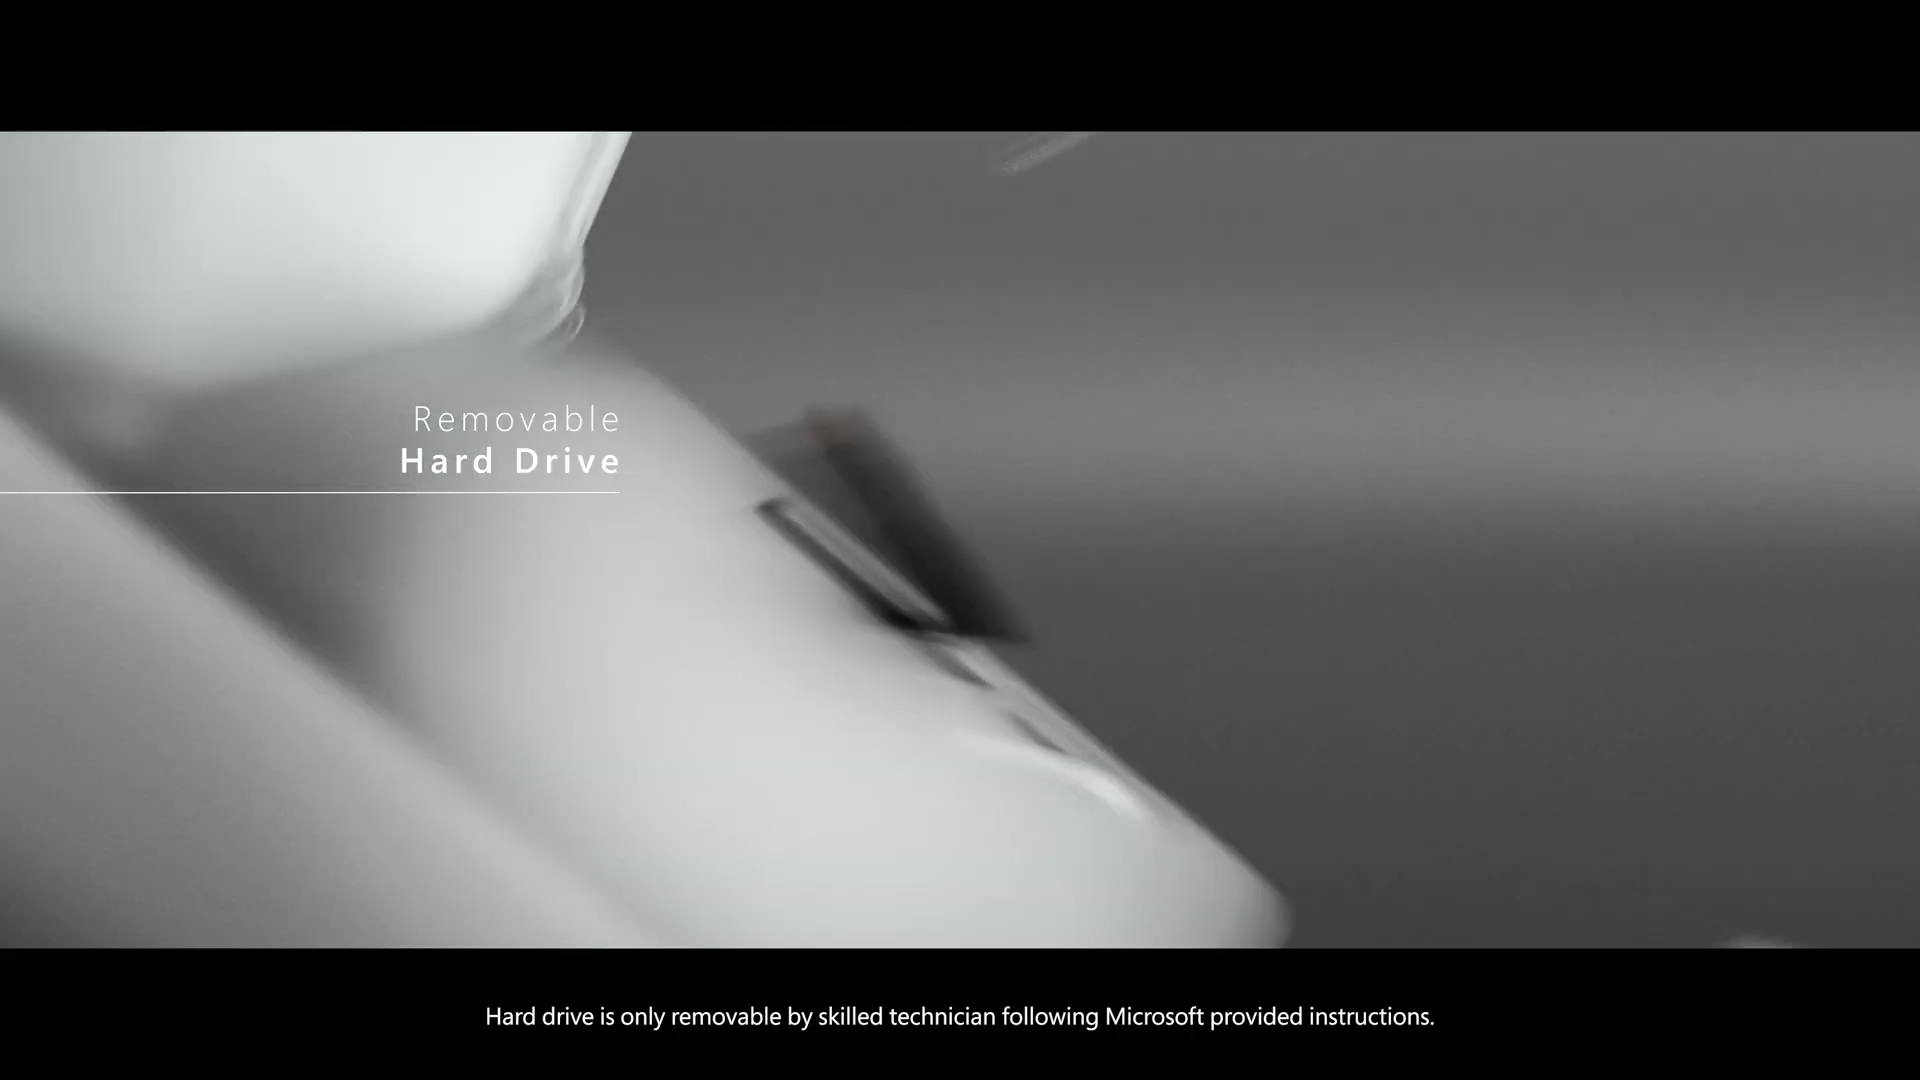 Removable
Hard Drive
Hard drive is only removable by skilled technician following Microsoft provided instructions.